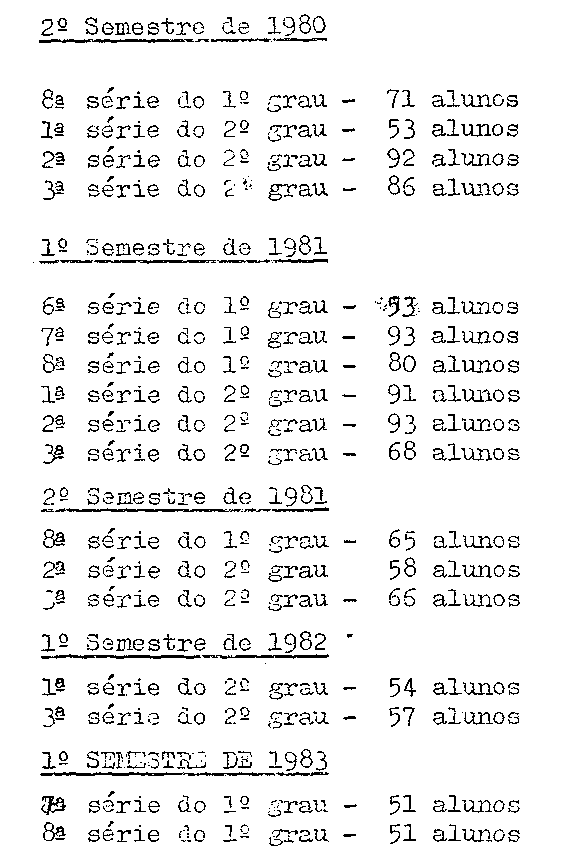 2º Semestre de 1980
8ª série do 1º grau - 71 alunos
1ª série do 2º grau - 53 alunos
2ª série do 2º grau - 92 alunos
3ª série do 2º grau - 86 alunos
1º Semestre de 1981
6ª série do 1º grau - 53 alunos
7ª série do 1º grau - 93 alunos
8ª série do 1º grau - 80 alunos
1ª série do 2º grau - 91 alunos
2ª série do 2º grau - 93 alunos
3ª série do 2º grau - 68 alunos
2º Semestre de 1981
8ª série do 1º grau - 65 alunos
2ª série do 2º grau 58 alunos
3ª série do 2º grau - 66 alunos
1º Semestre de 1982
1ª série do 2º grau - 54 alunos
3ª série do 2º grau - 57 alunos
1º SEMESTRE DE 1983
7ª série do 1º grau - 51 alunos
8ª série do 1º grau - 51 alunos